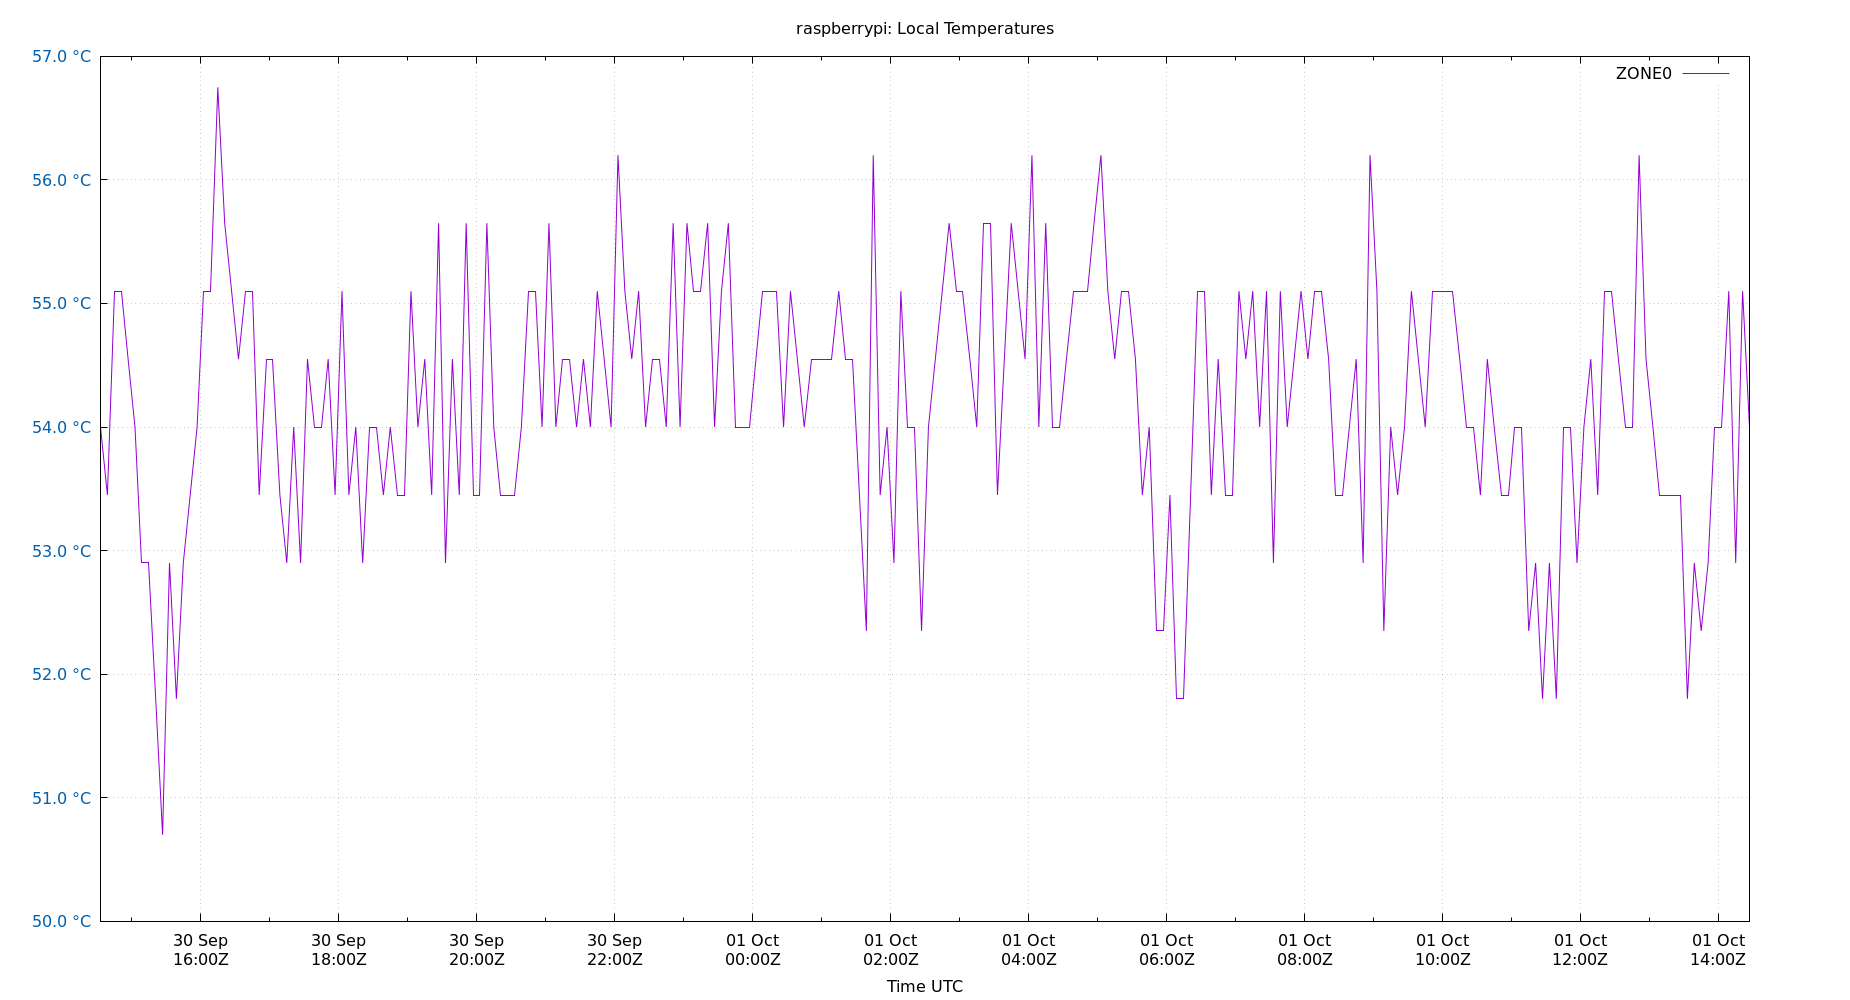 raspberrypi: Local Temperatures
57.0 °C
ZONE0
56.0 °C
55.0 °C
54.0 °C
53.0 °C
52.0 °C
51.0 °C
50.0 °C
30 Sep 30 Sep 30 Sep 30 Sep 01 Oct 01 Oct 01 Oct 01 Oct 01 Oct 01 Oct 01 Oct 01 Oct
16:00Z 18:00Z 20:00Z 22:00Z 00:00Z 02:00Z 04:00Z 06:00Z 08:00Z 10:00Z 12:00Z 14:00Z
Time UTC